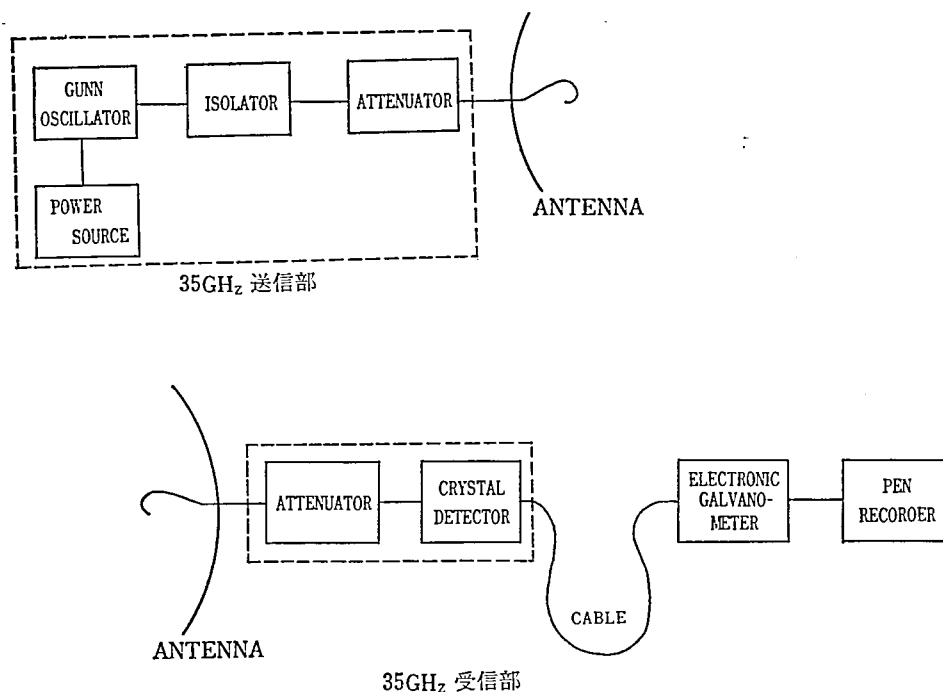 GUNN
OSCILLATOR
ISOLATOR
ATTENUATOR
POWER
SOURCE
ANTENNA
35GHz 送信部
ATTENUATOR
CRYSTAL
DETECTOR
ELECTRONIC
GALVANO-
METER
PEN
RECOROER
CABLE
ANTENNA
35GHz 受信部